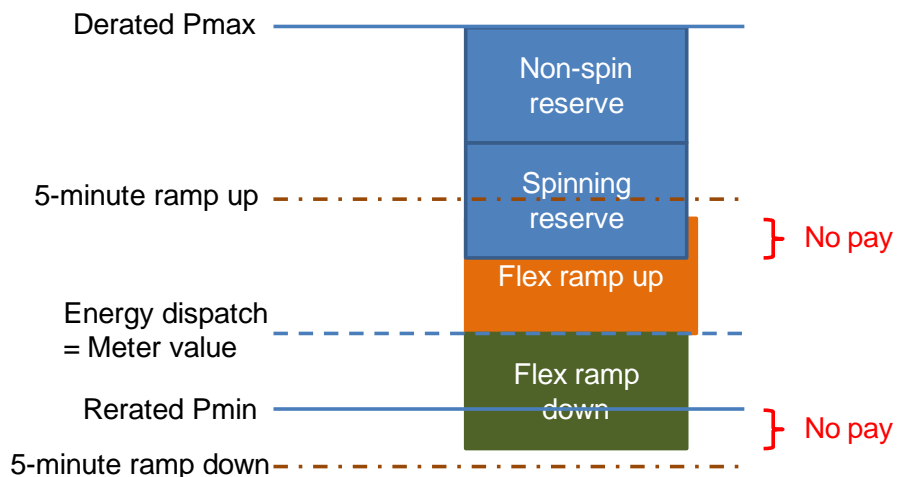 Derated Pmax
Non-spin
reserve
5-minute ramp up
Spinning
reserve
No pay
Flex ramp up
Energy dispatch
= Meter value
Flex ramp
down
Rerated Pmin
No pay
5-minute ramp down